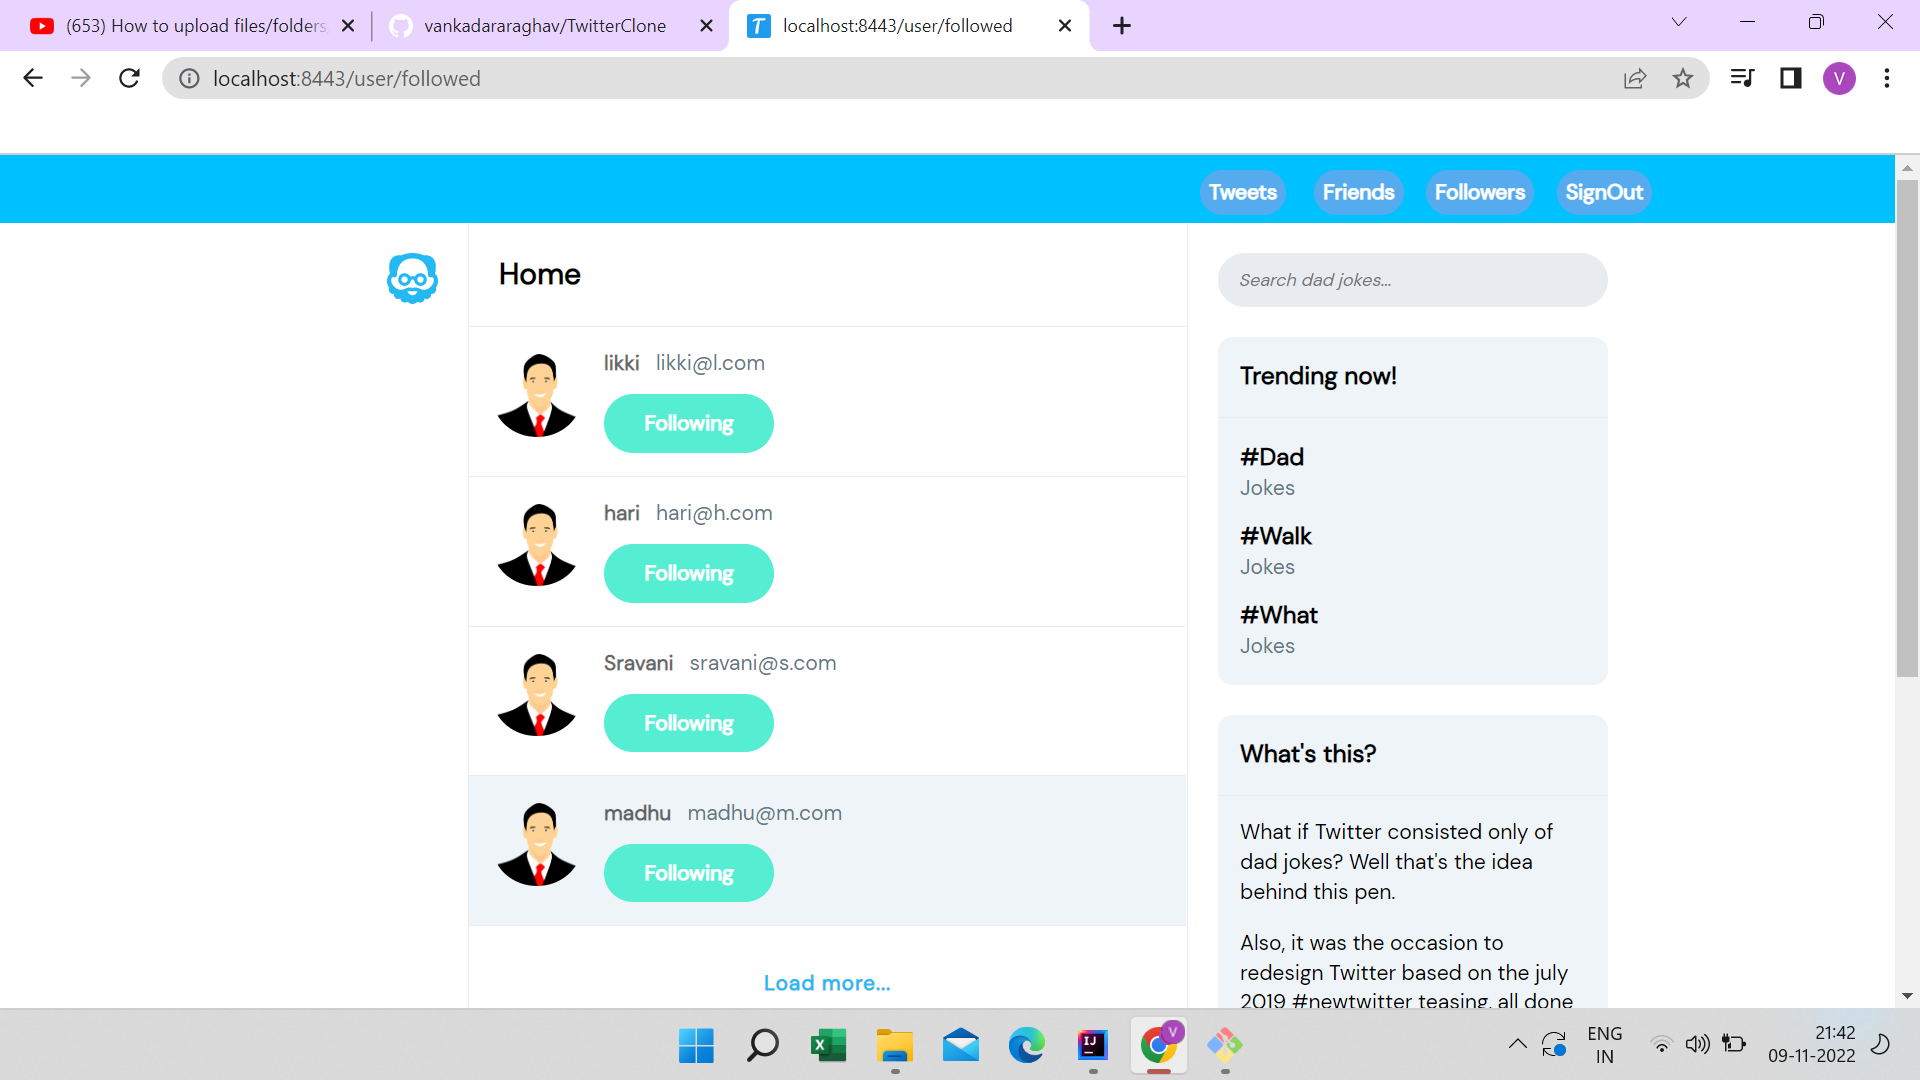 (653) How to upload files/folders
vankadararaghav/TwitterClone
localhost:8443/user/followed
localhost:8443/user/followed
V
Tweets
Friends
Followers
SignOut
Home
Search dad jokes...
likki likki@l.com
Following
hari hari@h.com
Following
Sravani sravani@s.com
Following
madhu madhu@m.com
Following
Load more...
Trending now!
#Dad
Jokes
#Walk
Jokes
#What
Jokes
What's this?
What if Twitter consisted only of
dad jokes? Well that's the idea
behind this pen.
Also, it was the occasion to
redesign Twitter based on the july
2019 #newtwitter teasing, all done
V
IJ
ENG
IN
21:42
09-11-2022